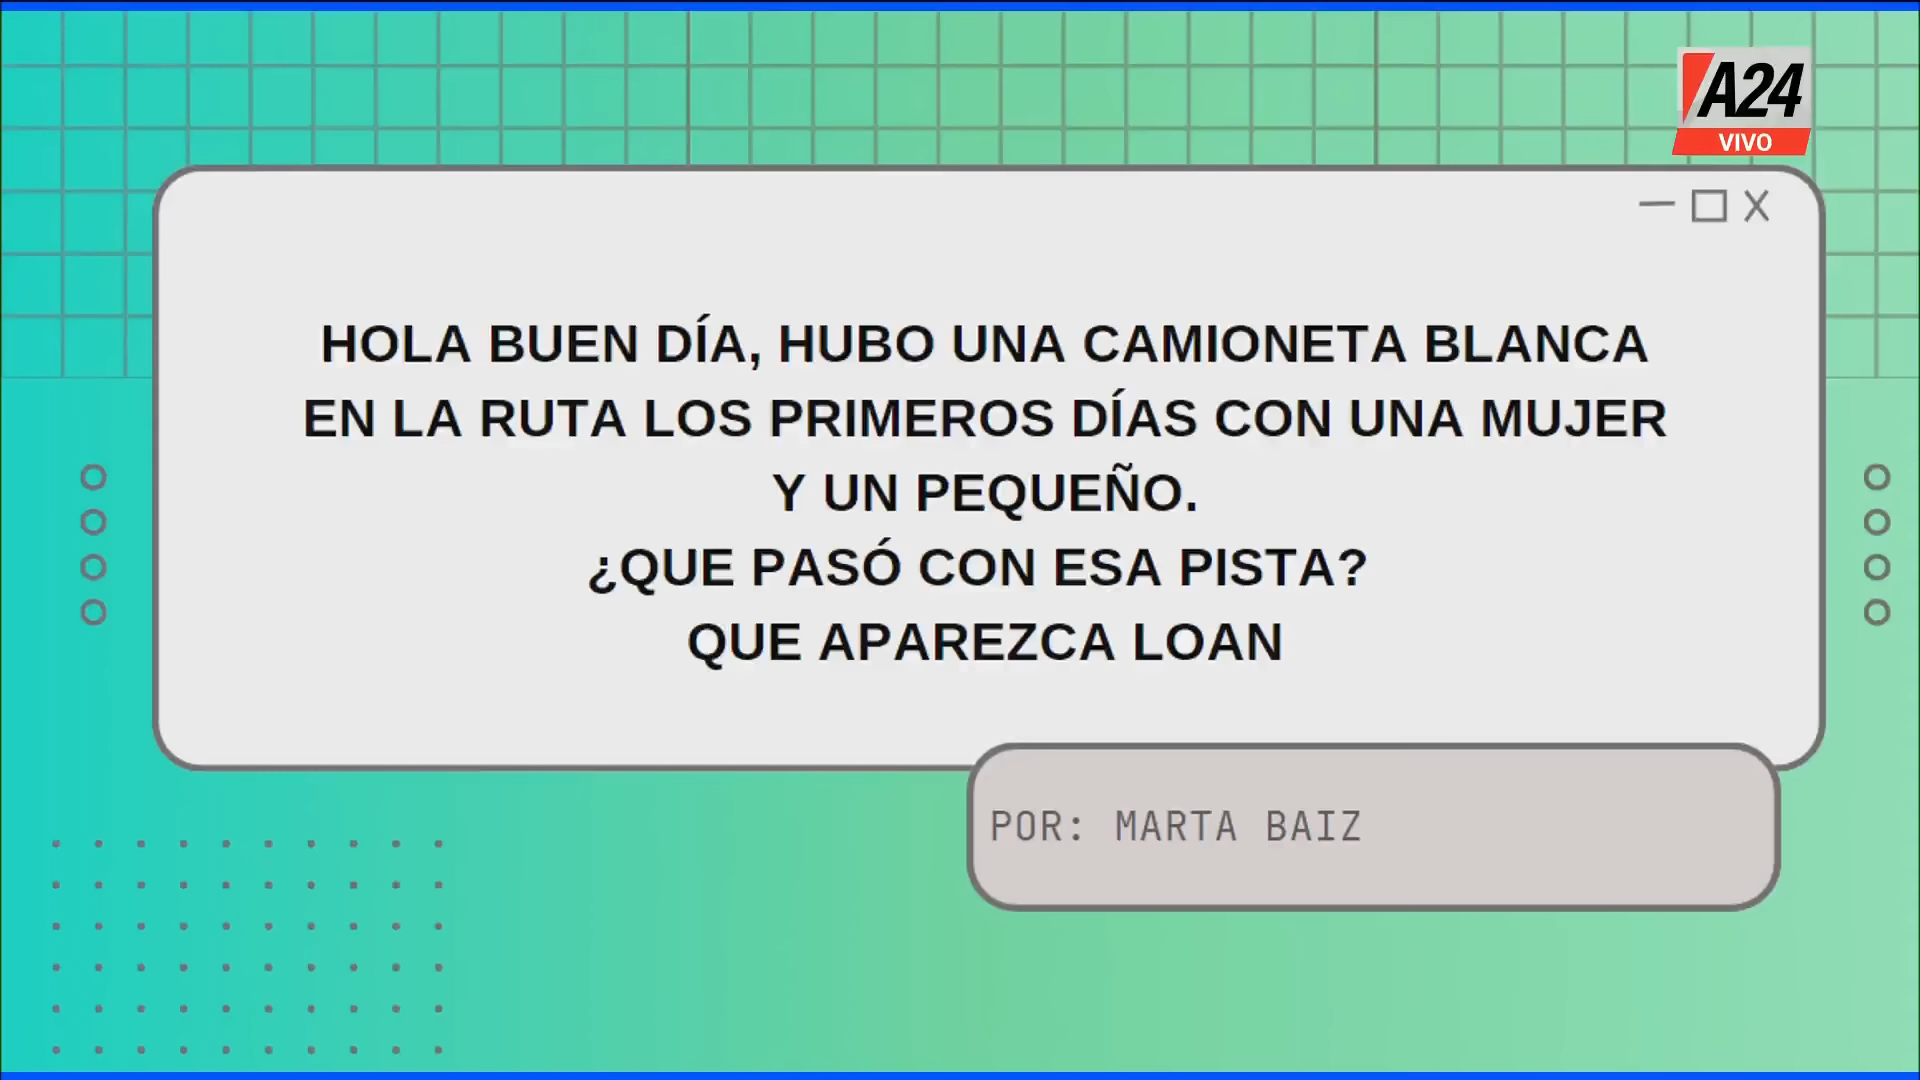 A24
VIVO
HOLA BUEN DÍA, HUBO UNA CAMIONETA BLANCA
EN LA RUTA LOS PRIMEROS DÍAS CON UNA MUJER
Y UN PEQUEÑO.
¿QUE PASÓ CON ESA PISTA?
QUE APAREZCA LOAN
POR: MARTA BAIZ